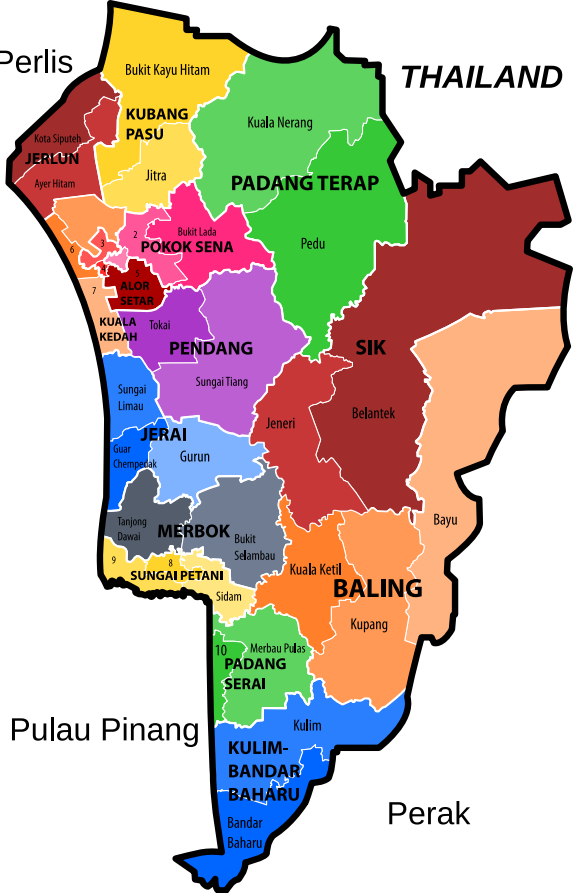 Perlis
THAILAND
Bukit Kayu Hitam
KUBANG
PASU
Kuala Nerang
Kota Siputeh
JERLUN
Ayer Hitam
Jitra
PADANG TERAP
2
Bukit Lada
POKOK SENA
3
6
Pedu
4
5
ALOR
SETAR
7
KUALA
KEDAH
Tokai
PENDANG
SIK
Sungai Tiang
Sungai
Limau
Jeneri
Belantek
JERAI
Guar
Chempedak
Gurun
Tanjong
Dawai
MERBOK
Bukit
Selambau
Bayu
9
8
SUNGAI PETANI
Kuala Ketil
BALING
Sidam
Kupang
10
Merbau Pulas
PADANG
SERAI
Pulau Pinang
Kulim
KULIM-
BANDAR
BAHARU
Perak
Bandar
Baharu